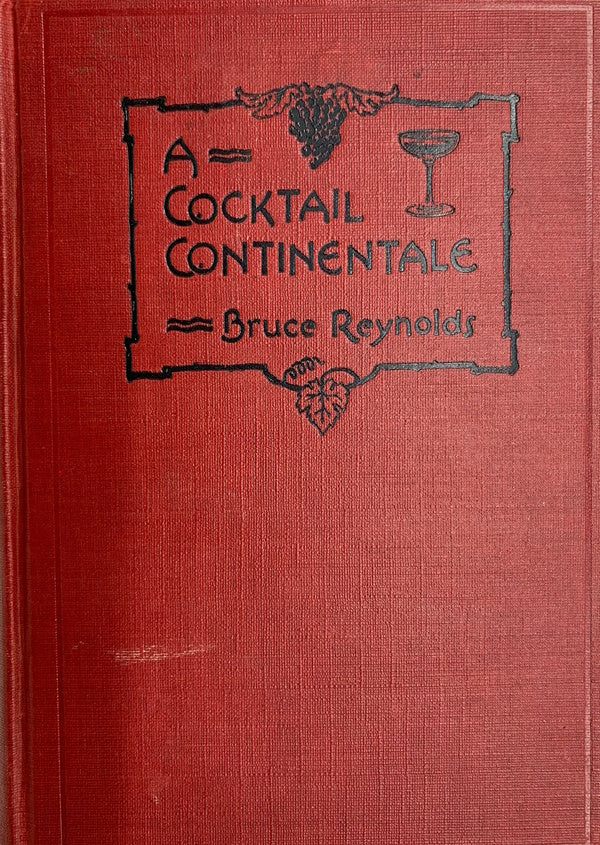 A
COCKTAIL
CONTINENTALE
Bruce Reynolds